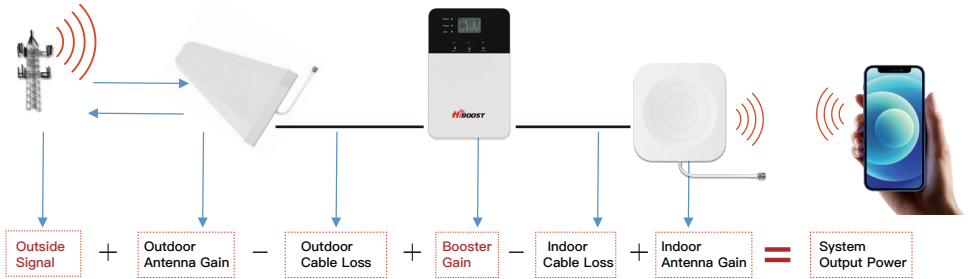 HiBOOST
Outside
Signal
+
Outdoor
Antenna Gain
−
Outdoor
Cable Loss
+
Booster
Gain
−
Indoor
Cable Loss
+
Indoor
Antenna Gain
=
System
Output Power